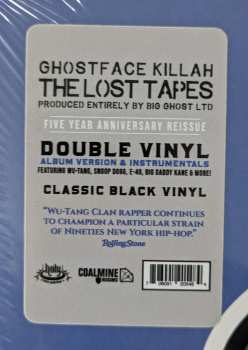 GHOSTFACE KILLAH
THE LOST TAPES
PRODUCED ENTIRELY BY BIG GHOST LTD
FIVE YEAR ANNIVERSARY REISSUE
DOUBLE VINYL
ALBUM VERSION & INSTRUMENTALS
FEATURING WU-TANG, SNOOP DOGG, E-40, BIG DADDY KANE & MORE!
CLASSIC BLACK VINYL
"WU-TANG CLAN RAPPER CONTINUES
TO CHAMPION A PARTICULAR STRAIN
OF NINETIES NEW YORK HIP-HOP."
RollingStone
COALMINE
RECORDS